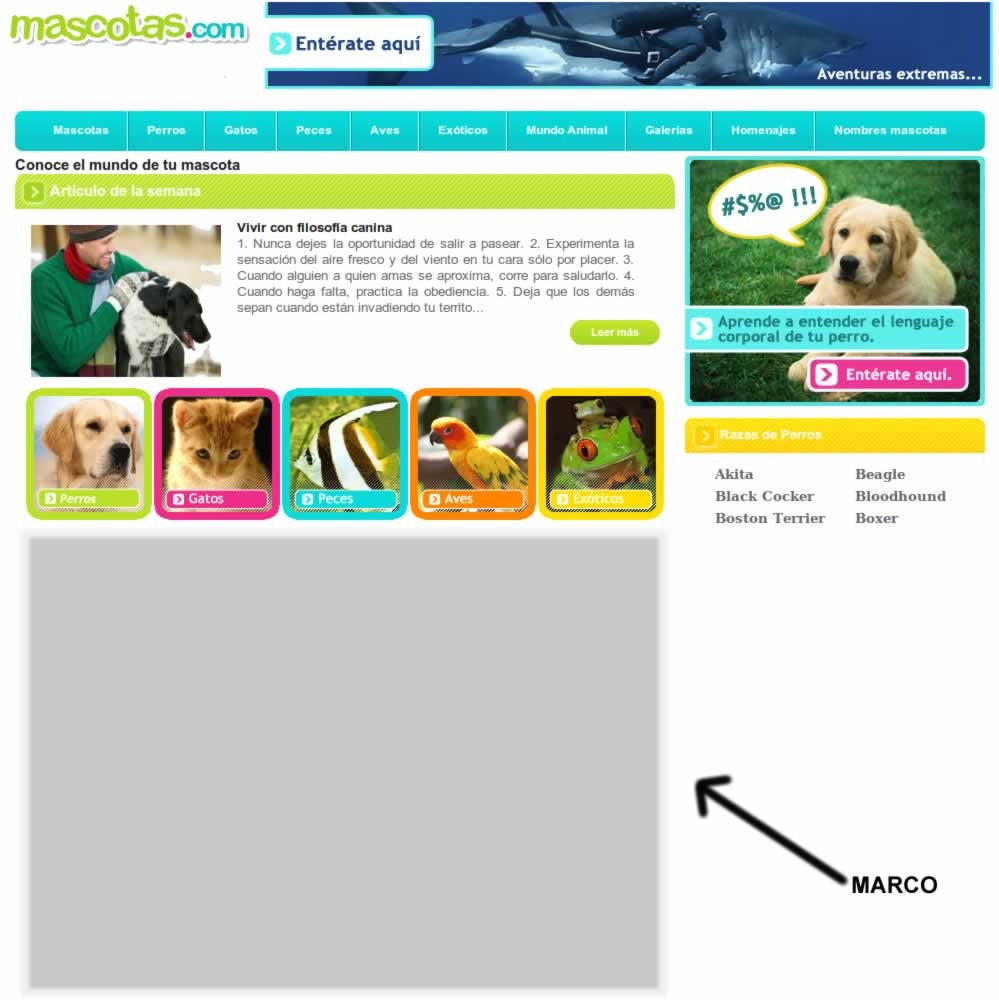 mascotas.com
Entérate aquí
Aventuras extremas...
Mascotas
Perros
Gatos
Peces
Aves
Exóticos
Mundo Animal
Galerias
Homenajes
Nombres mascotas
Conoce el mundo de tu mascota
Articulo de la semana
Vivir con filosofía canina
1. Nunca dejes la oportunidad de salir a pasear. 2. Experimenta la
sensación del aire fresco y del viento en tu cara sólo por placer. 3.
Cuando alguien a quien amas se aproxima, corre para saludarlo. 4.
Cuando haga falta, practica la obediencia. 5. Deja que los demás
sepan cuando están invadiendo tu territo...
Leer más
#$%@ !!!
Aprende a entender el lenguaje
corporal de tu perro.
Entérate aquí.
Perros
Gatos
Peces
Aves
Exóticos
Razas de Perros
Akita
Beagle
Black Cocker
Bloodhound
Boston Terrier
Boxer
MARCO